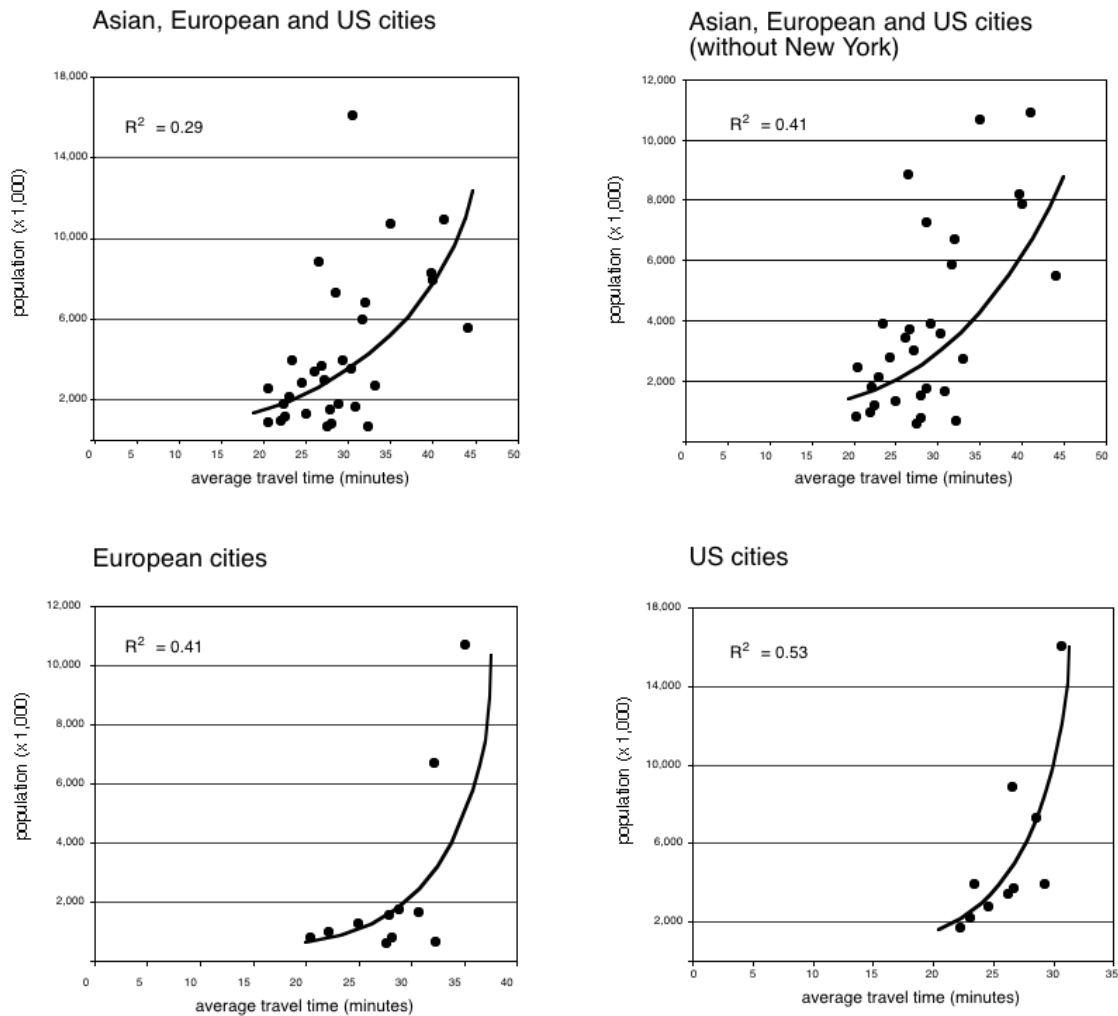 Asian, European and US cities
18,000
14,000
10,000
6,000
2,000
R² = 0.29
population (x 1,000)
0 5 10 15 20 25 30 35 40 45 50
average travel time (minutes)
Asian, European and US cities
(without New York)
12,000
10,000
8,000
6,000
4,000
2,000
R² = 0.41
population (x 1,000)
0 5 10 15 20 25 30 35 40 45 50
average travel time (minutes)
European cities
12,000
10,000
8,000
6,000
4,000
2,000
R² = 0.41
population (x 1,000)
0 5 10 15 20 25 30 35 40
average travel time (minutes)
US cities
18,000
14,000
10,000
6,000
2,000
R² = 0.53
population (x 1,000)
0 5 10 15 20 25 30 35
average travel time (minutes)